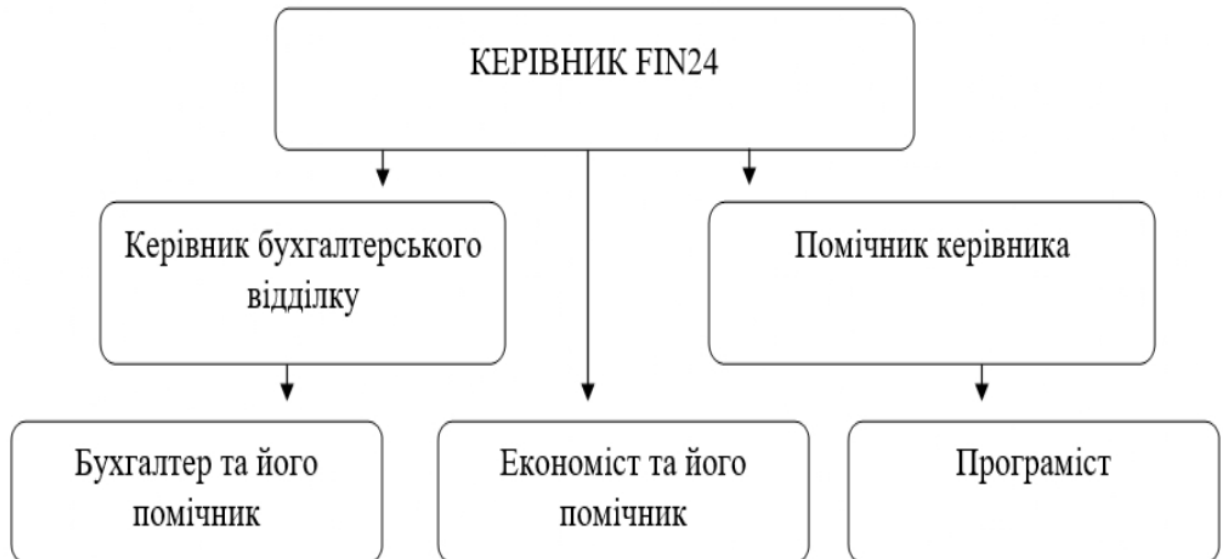 КЕРІВНИК FIN24
Керівник бухгалтерського
відділку
Помічник керівника
Бухгалтер та його
помічник
Економіст та його
помічник
Програміст